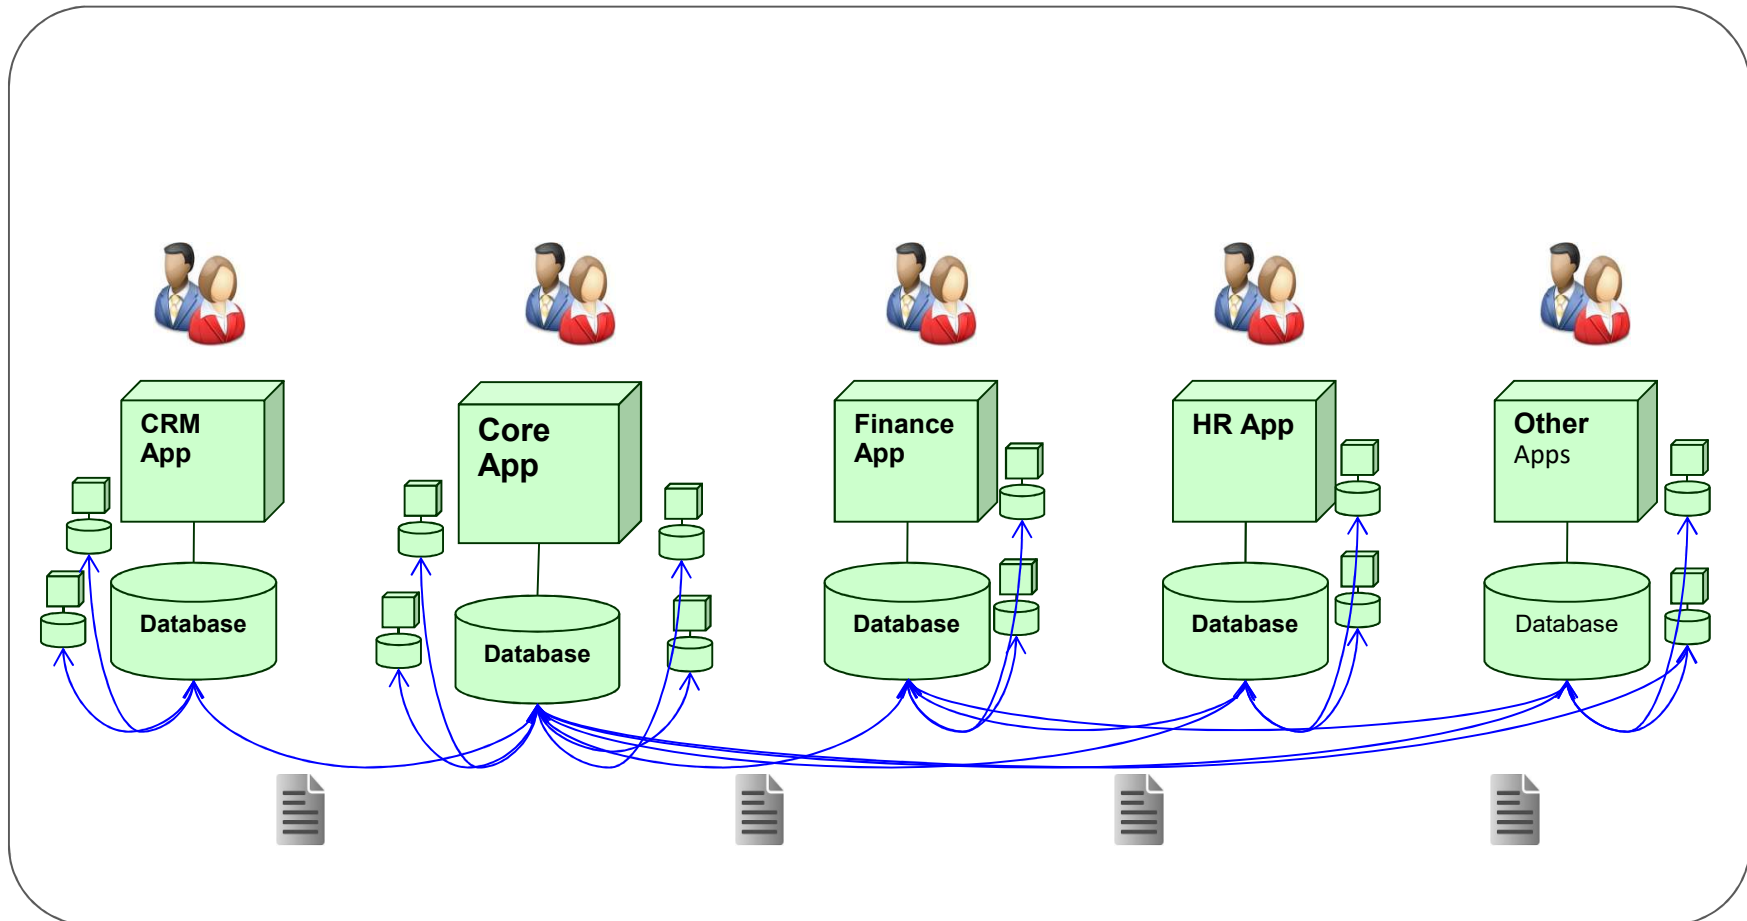 CRM
App
Database
Core
App
Database
Finance
App
Database
HR App
Database
Other
Apps
Database